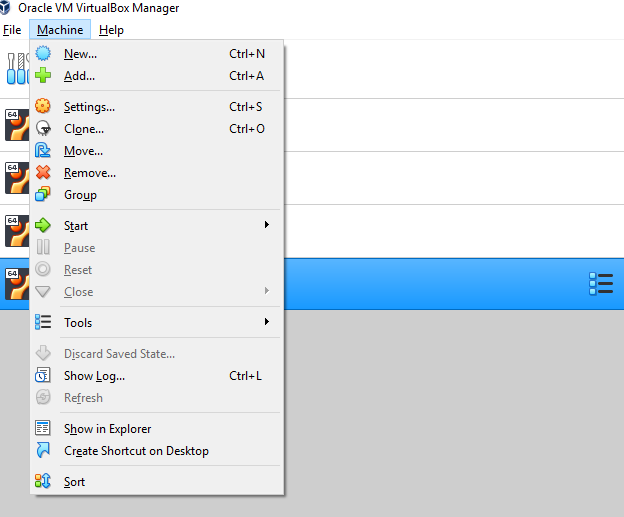 Oracle VM VirtualBox Manager
File Machine Help
New... Ctrl+N
Add... Ctrl+A
Settings... Ctrl+S
Clone... Ctrl+O
Move...
Remove...
Group
Start
Pause
Reset
Close
Tools
Discard Saved State...
Show Log... Ctrl+L
Refresh
Show in Explorer
Create Shortcut on Desktop
Sort
64
64
64
64